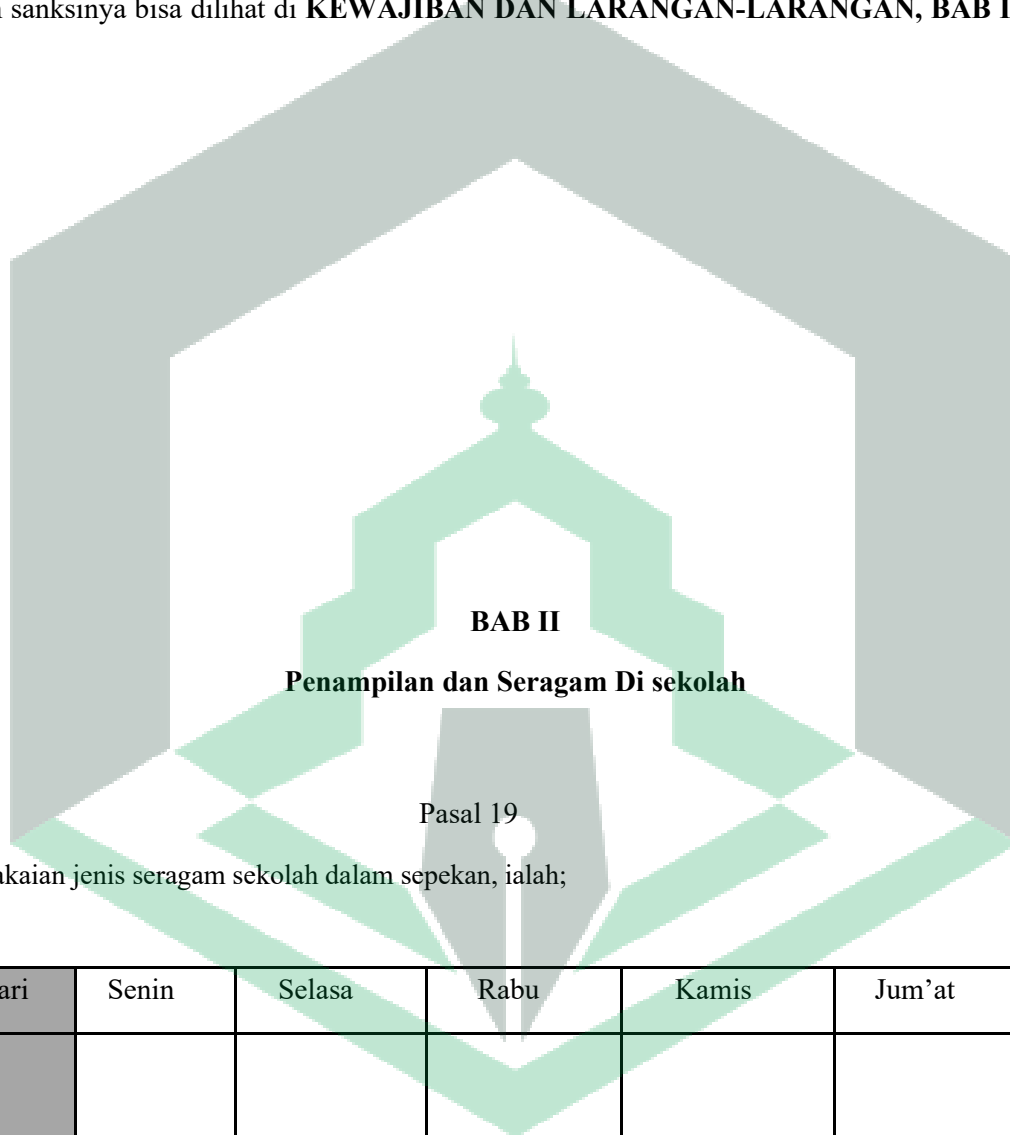 sanksinya bisa dilihat di KEWAJIBAN DAN LARANGAN-LARANGAN, BAB I
BAB II
Penampilan dan Seragam Di sekolah
Pasal 19
akaian jenis seragam sekolah dalam sepekan, ialah;
ari Senin Selasa Rabu Kamis Jum'at